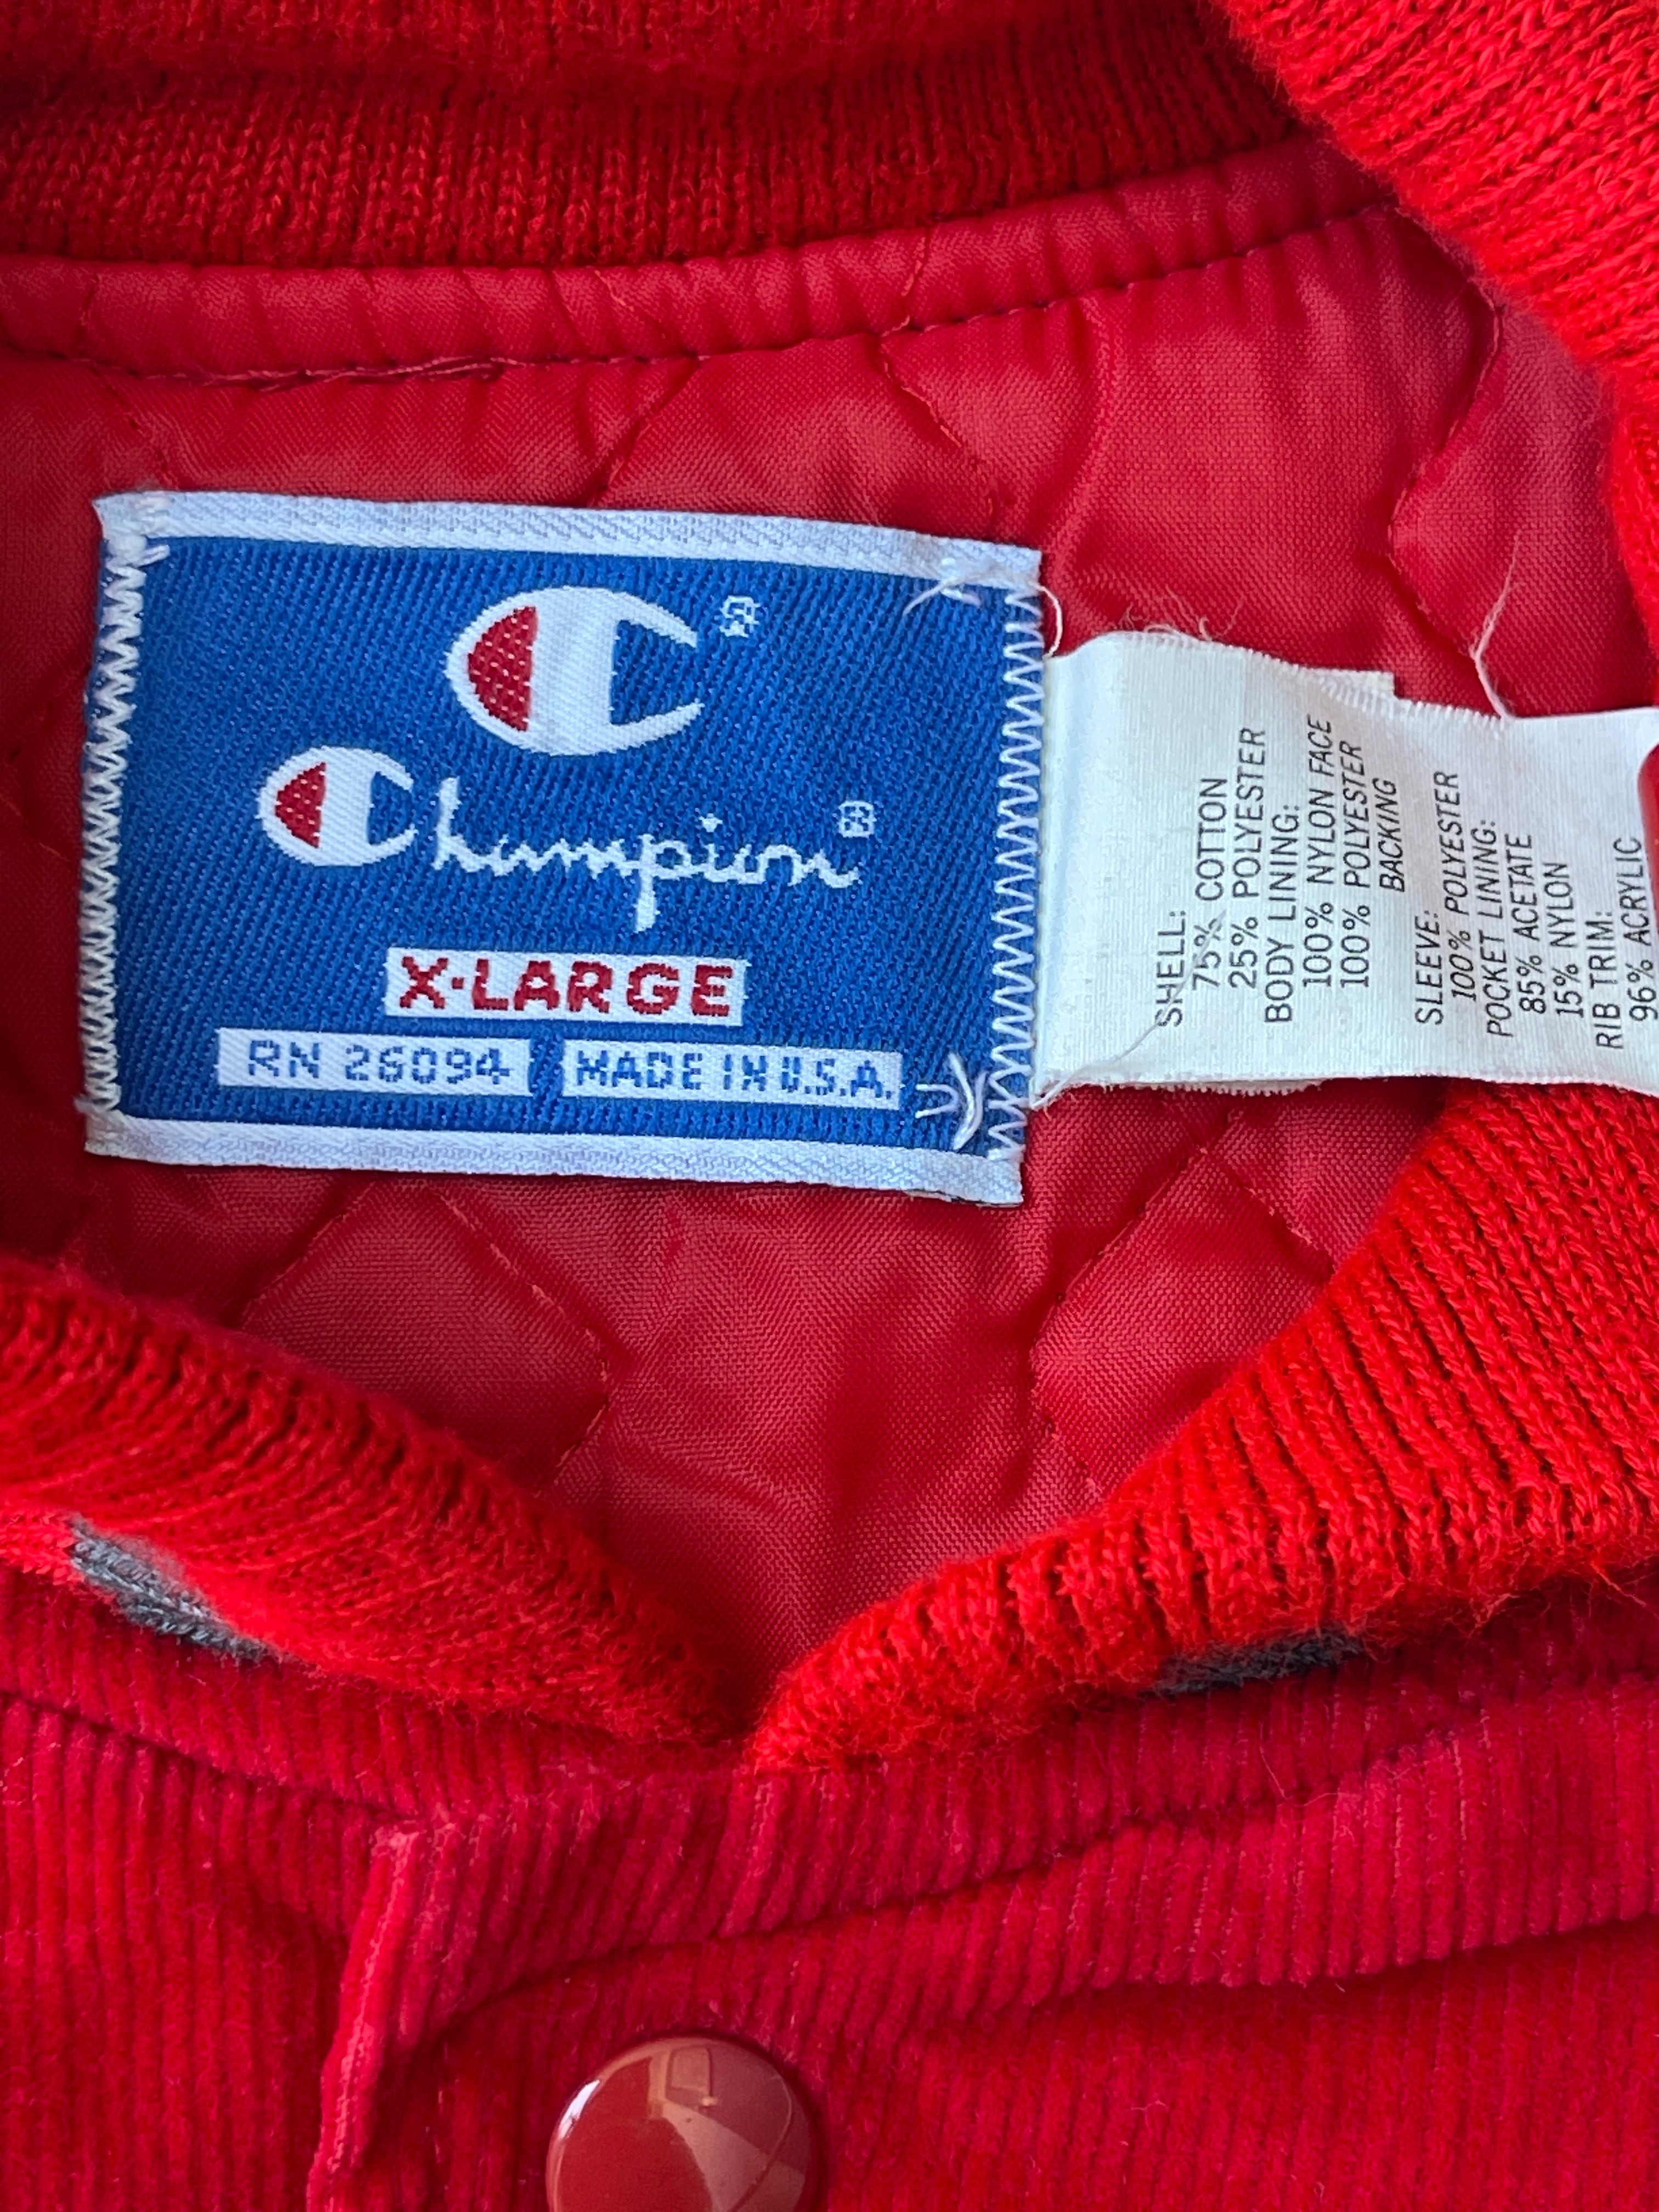 ®
Champion®
X-LARGE
RN 26094 MADE IN U.S.A.
SHELL:
75% COTTON
25% POLYESTER
BODY LINING:
100% NYLON FACE
100% POLYESTER
BACKING
SLEEVE:
100% POLYESTER
POCKET LINING:
85% ACETATE
15% NYLON
RIB TRIM:
96% ACRYLIC